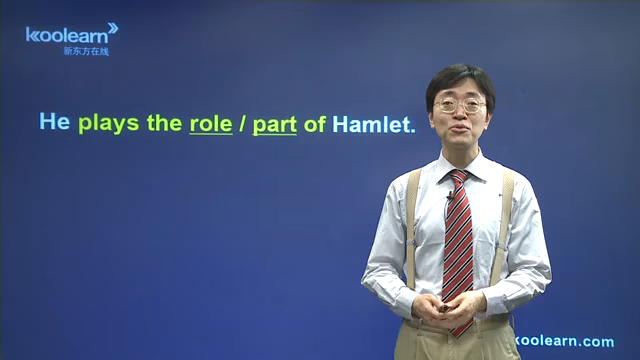 koolearn
新东方在线
He plays the role / part of Hamlet.
koolearn.com